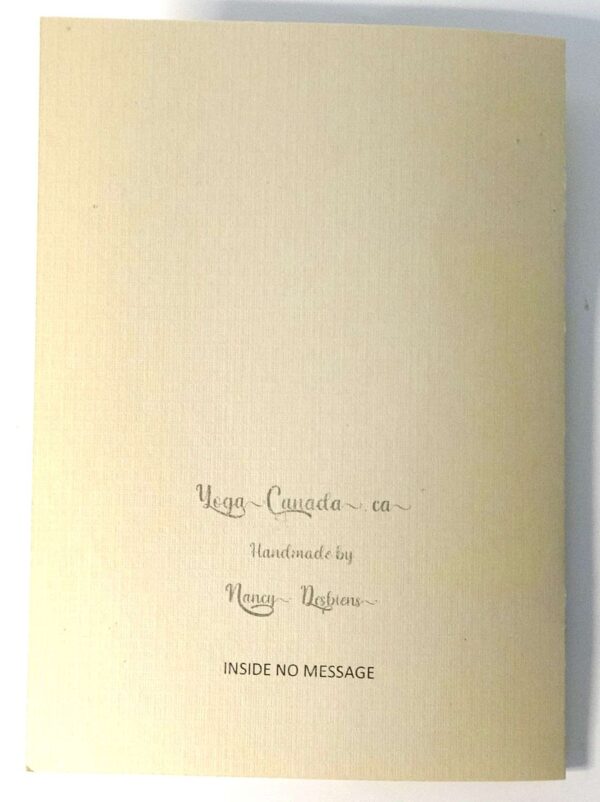 Yoga Canada .ca
Handmade by
Nancy Desbiens
INSIDE NO MESSAGE